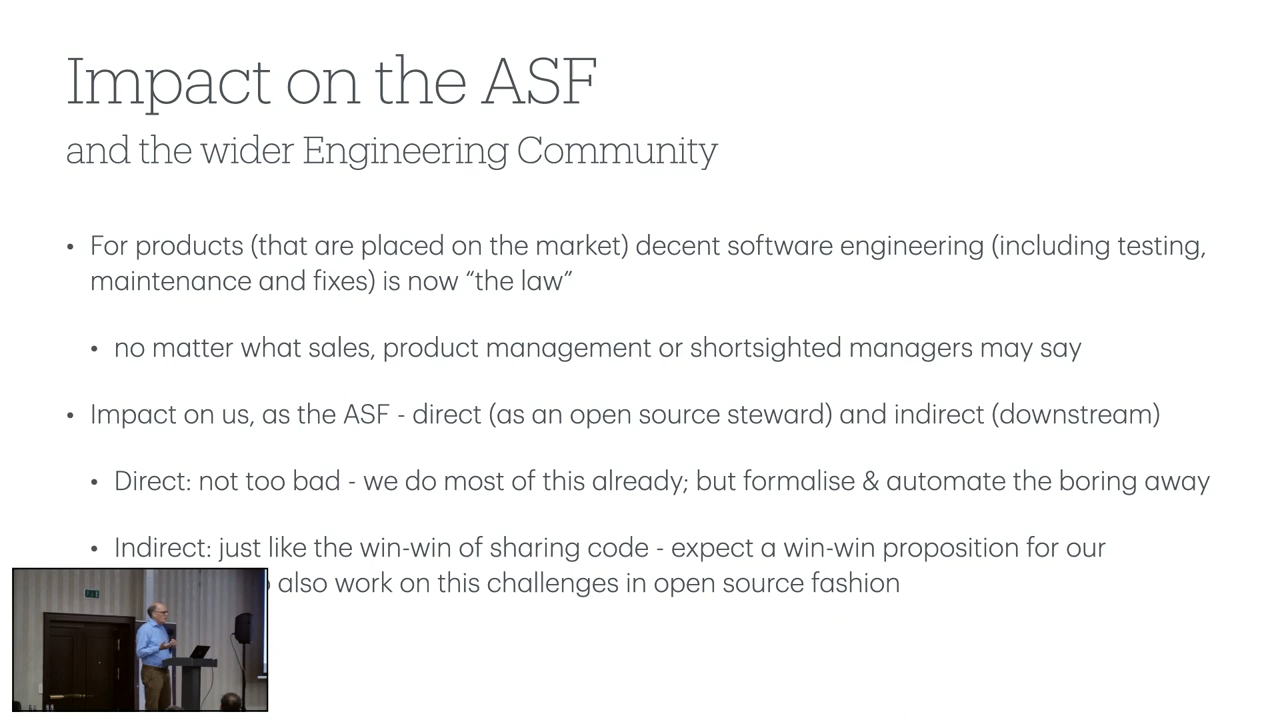 Impact on the ASF
and the wider Engineering Community
• For products (that are placed on the market) decent software engineering (including testing,
maintenance and fixes) is now “the law”
• no matter what sales, product management or shortsighted managers may say
• Impact on us, as the ASF - direct (as an open source steward) and indirect (downstream)
• Direct: not too bad - we do most of this already; but formalise & automate the boring away
• Indirect: just like the win-win of sharing code - expect a win-win proposition for our
also work on this challenges in open source fashion